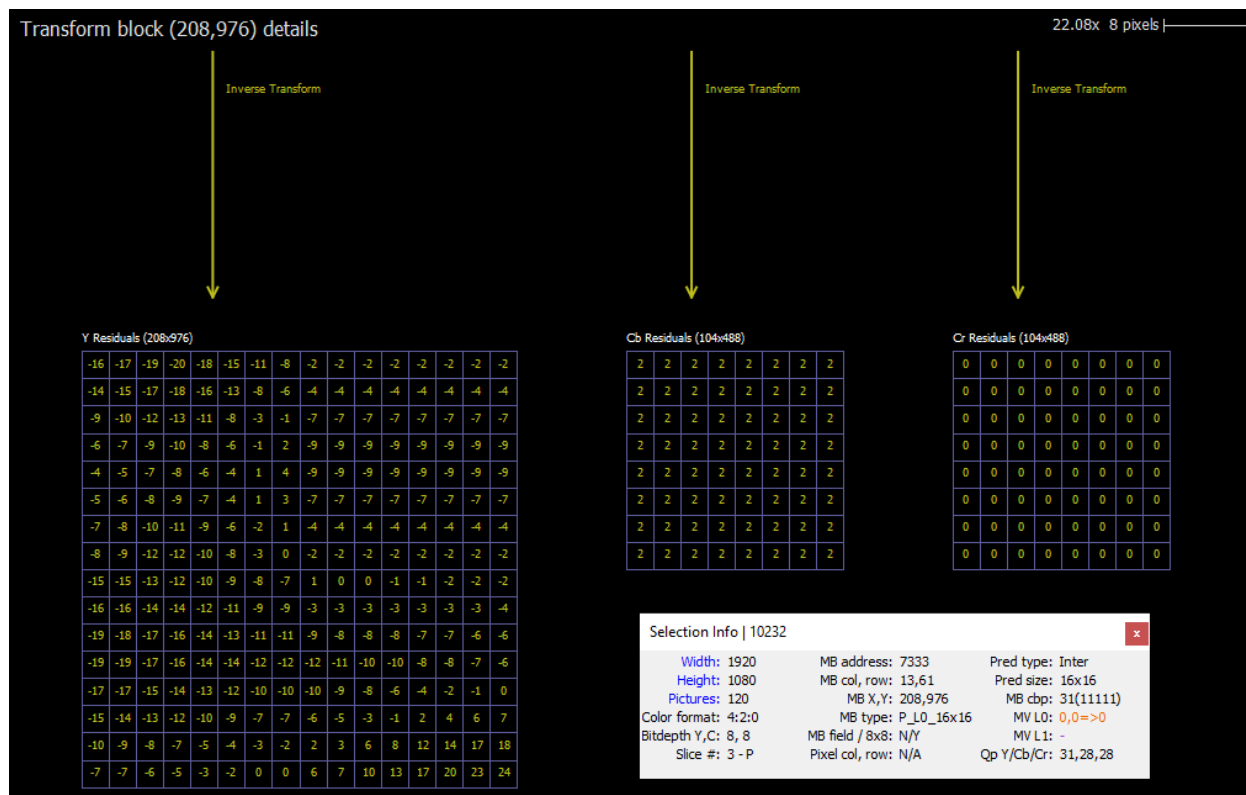 Transform block (208,976) details
22.08x 8 pixels
Inverse Transform
Inverse Transform
Inverse Transform
Y Residuals (208x976)
-16 -17 -19 -20 -18 -15 -11 -8 -2 -2 -2 -2 -2 -2 -2 -2
-14 -15 -17 -18 -16 -13 -8 -6 -4 -4 -4 -4 -4 -4 -4 -4
-9 -10 -12 -13 -11 -8 -3 -1 -7 -7 -7 -7 -7 -7 -7 -7
-6 -7 -9 -10 -8 -6 -1 2 -9 -9 -9 -9 -9 -9 -9 -9
-4 -5 -7 -8 -6 -4 1 4 -9 -9 -9 -9 -9 -9 -9 -9
-5 -6 -8 -9 -7 -4 1 3 -7 -7 -7 -7 -7 -7 -7 -7
-7 -8 -10 -11 -9 -6 -2 1 -4 -4 -4 -4 -4 -4 -4 -4
-8 -9 -12 -12 -10 -8 -3 0 -2 -2 -2 -2 -2 -2 -2 -2
-15 -15 -13 -12 -10 -9 -8 -7 1 0 0 -1 -1 -2 -2 -2
-16 -16 -14 -14 -12 -11 -9 -9 -3 -3 -3 -3 -3 -3 -3 -4
-19 -18 -17 -16 -14 -13 -11 -11 -9 -8 -8 -8 -7 -7 -6 -6
-19 -19 -17 -16 -14 -14 -12 -12 -12 -11 -10 -10 -8 -8 -7 -6
-17 -17 -15 -14 -13 -12 -10 -10 -10 -9 -8 -6 -4 -2 -1 0
-15 -14 -13 -12 -10 -9 -7 -7 -6 -5 -3 -1 2 4 6 7
-10 -9 -8 -7 -5 -4 -3 -2 2 3 6 8 12 14 17 18
-7 -7 -6 -5 -3 -2 0 0 6 7 10 13 17 20 23 24
Cb Residuals (104x488)
2 2 2 2 2 2 2 2
2 2 2 2 2 2 2 2
2 2 2 2 2 2 2 2
2 2 2 2 2 2 2 2
2 2 2 2 2 2 2 2
2 2 2 2 2 2 2 2
2 2 2 2 2 2 2 2
2 2 2 2 2 2 2 2
Cr Residuals (104x488)
0 0 0 0 0 0 0 0
0 0 0 0 0 0 0 0
0 0 0 0 0 0 0 0
0 0 0 0 0 0 0 0
0 0 0 0 0 0 0 0
0 0 0 0 0 0 0 0
0 0 0 0 0 0 0 0
0 0 0 0 0 0 0 0
Selection Info | 10232 x
Width: 1920 MB address: 7333 Pred type: Inter
Height: 1080 MB col, row: 13,61 Pred size: 16x16
Pictures: 120 MB X,Y: 208,976 MB cbp: 31(11111)
Color format: 4:2:0 MB type: P_L0_16x16 MV L0: 0,0=>0
Bitdepth Y,C: 8, 8 MB field / 8x8: N/Y MV L1: -
Slice #: 3 - P Pixel col, row: N/A Qp Y/Cb/Cr: 31,28,28